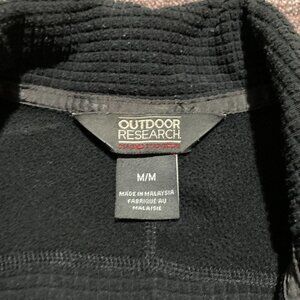 OUTDOOR
RESEARCH
M/M
MADE IN MALAYSIA
FABRIQUÉ AU
MALAISIE